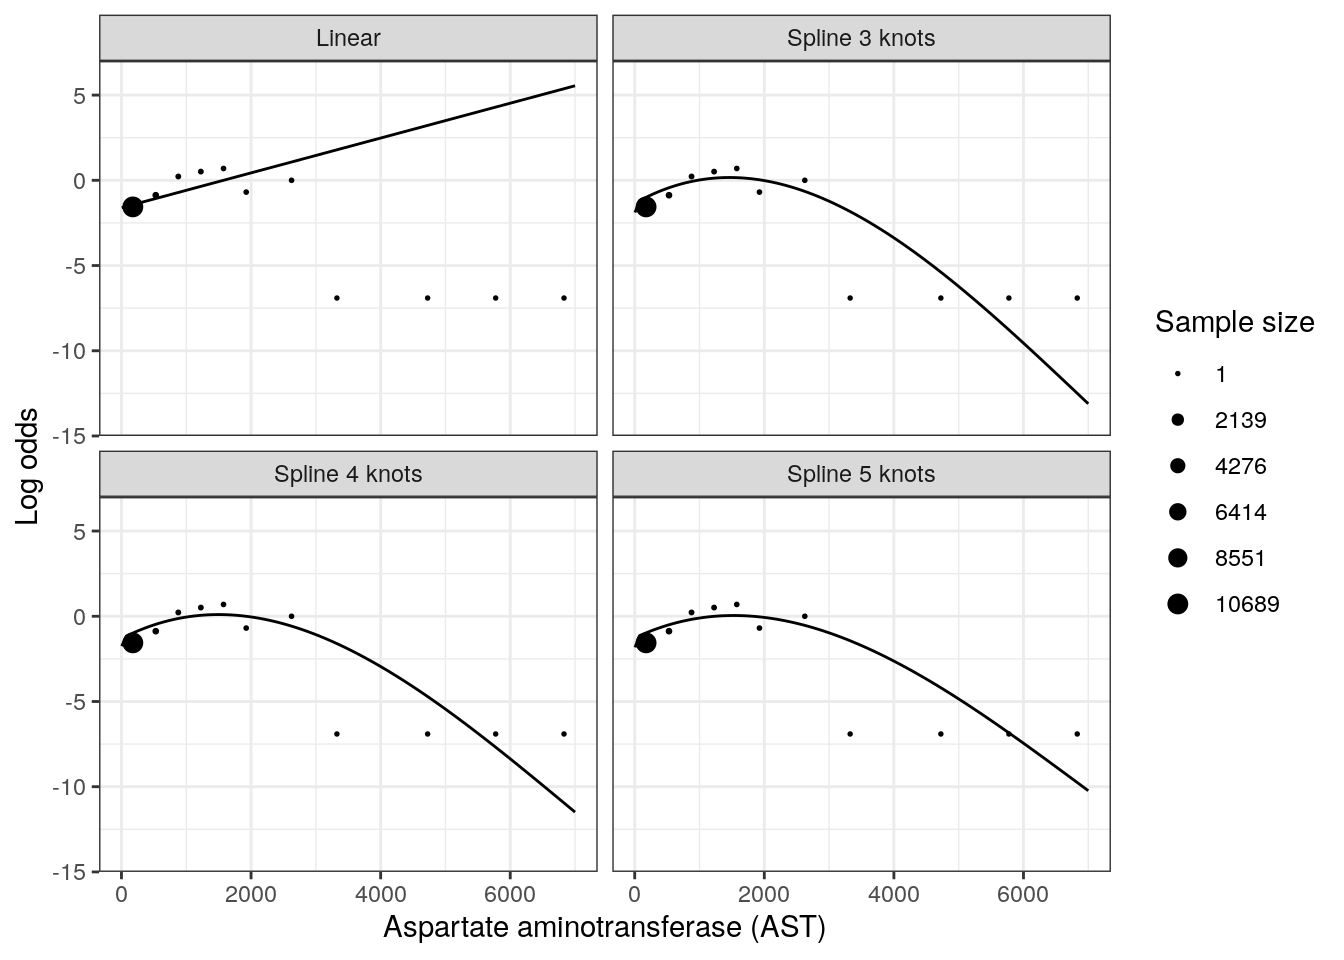 Linear
Spline 3 knots
5
0
-5
-10
-15
Spline 4 knots
Spline 5 knots
5
0
-5
-10
-15
0 2000 4000 6000
0 2000 4000 6000
Log odds
Aspartate aminotransferase (AST)
Sample size
1
2139
4276
6414
8551
10689